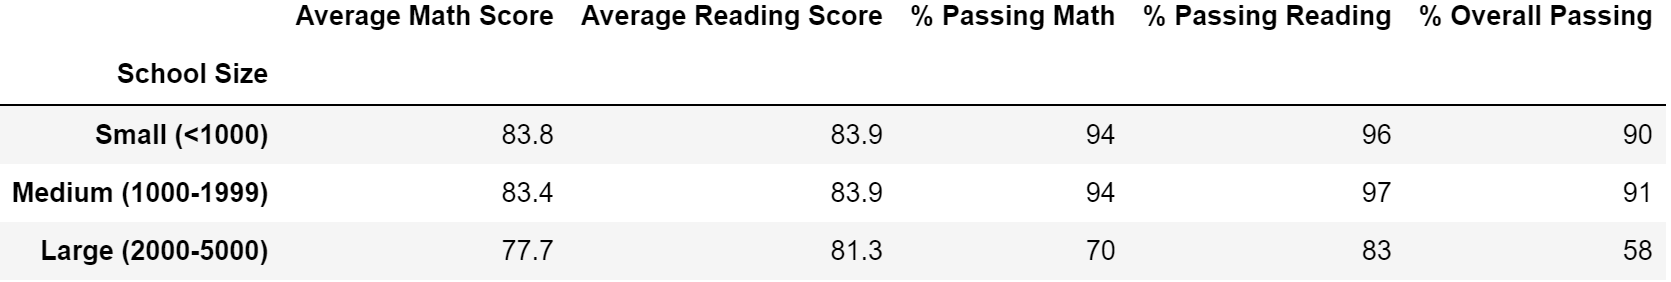 Average Math Score Average Reading Score % Passing Math % Passing Reading % Overall Passing
School Size
Small (<1000) 83.8 83.9 94 96 90
Medium (1000-1999) 83.4 83.9 94 97 91
Large (2000-5000) 77.7 81.3 70 83 58